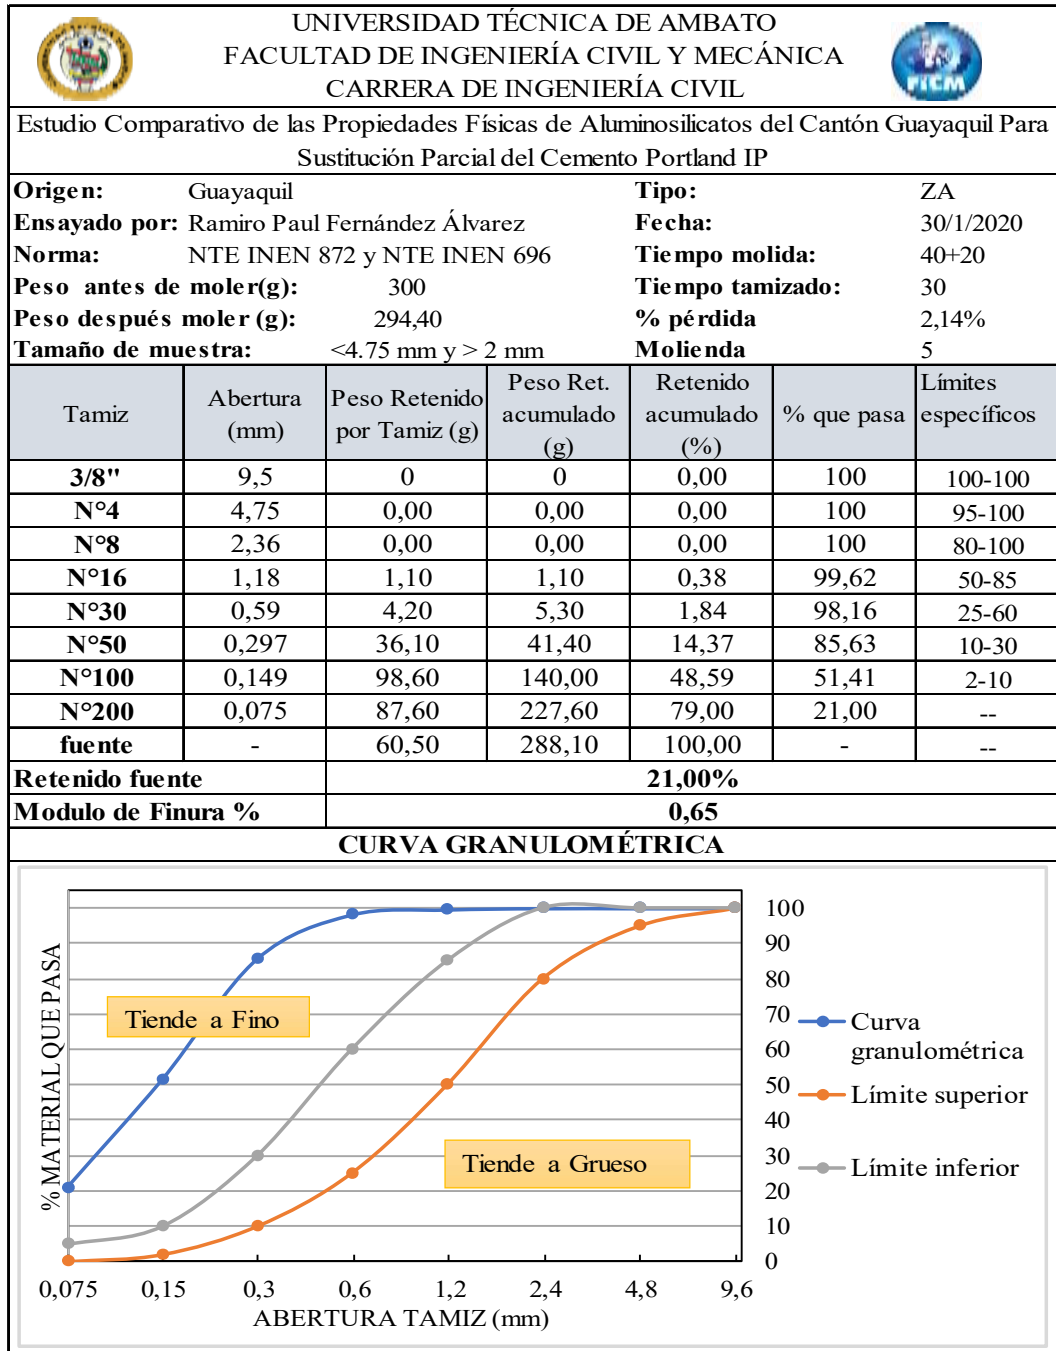 UNIVERSIDAD TÉCNICA DE AMBATO
FACULTAD DE INGENIERÍA CIVIL Y MECÁNICA
CARRERA DE INGENIERÍA CIVIL
FICM
Estudio Comparativo de las Propiedades Físicas de Aluminosilicatos del Cantón Guayaquil Para
Sustitución Parcial del Cemento Portland IP
Origen: Guayaquil Tipo: ZA
Ensayado por: Ramiro Paul Fernández Álvarez Fecha: 30/1/2020
Norma: NTE INEN 872 y NTE INEN 696 Tiempo molida: 40+20
Peso antes de moler(g): 300 Tiempo tamizado: 30
Peso después moler (g): 294,40 % pérdida 2,14%
Tamaño de muestra: <4.75 mm y > 2 mm Molienda 5
Tamiz Abertura (mm) Peso Retenido por Tamiz (g) Peso Ret. acumulado (g) Retenido acumulado (%) % que pasa Límites específicos
3/8" 9,5 0 0 0,00 100 100-100
N°4 4,75 0,00 0,00 0,00 100 95-100
N°8 2,36 0,00 0,00 0,00 100 80-100
N°16 1,18 1,10 1,10 0,38 99,62 50-85
N°30 0,59 4,20 5,30 1,84 98,16 25-60
N°50 0,297 36,10 41,40 14,37 85,63 10-30
N°100 0,149 98,60 140,00 48,59 51,41 2-10
N°200 0,075 87,60 227,60 79,00 21,00 --
fuente - 60,50 288,10 100,00 - --
Retenido fuente 21,00%
Modulo de Finura % 0,65
CURVA GRANULOMÉTRICA
% MATERIAL QUE PASA
Tiende a Fino
Tiende a Grueso
100
90
80
70
60
50
40
30
20
10
0
Curva
granulométrica
Límite superior
Límite inferior
0,075 0,15 0,3 0,6 1,2 2,4 4,8 9,6
ABERTURA TAMIZ (mm)